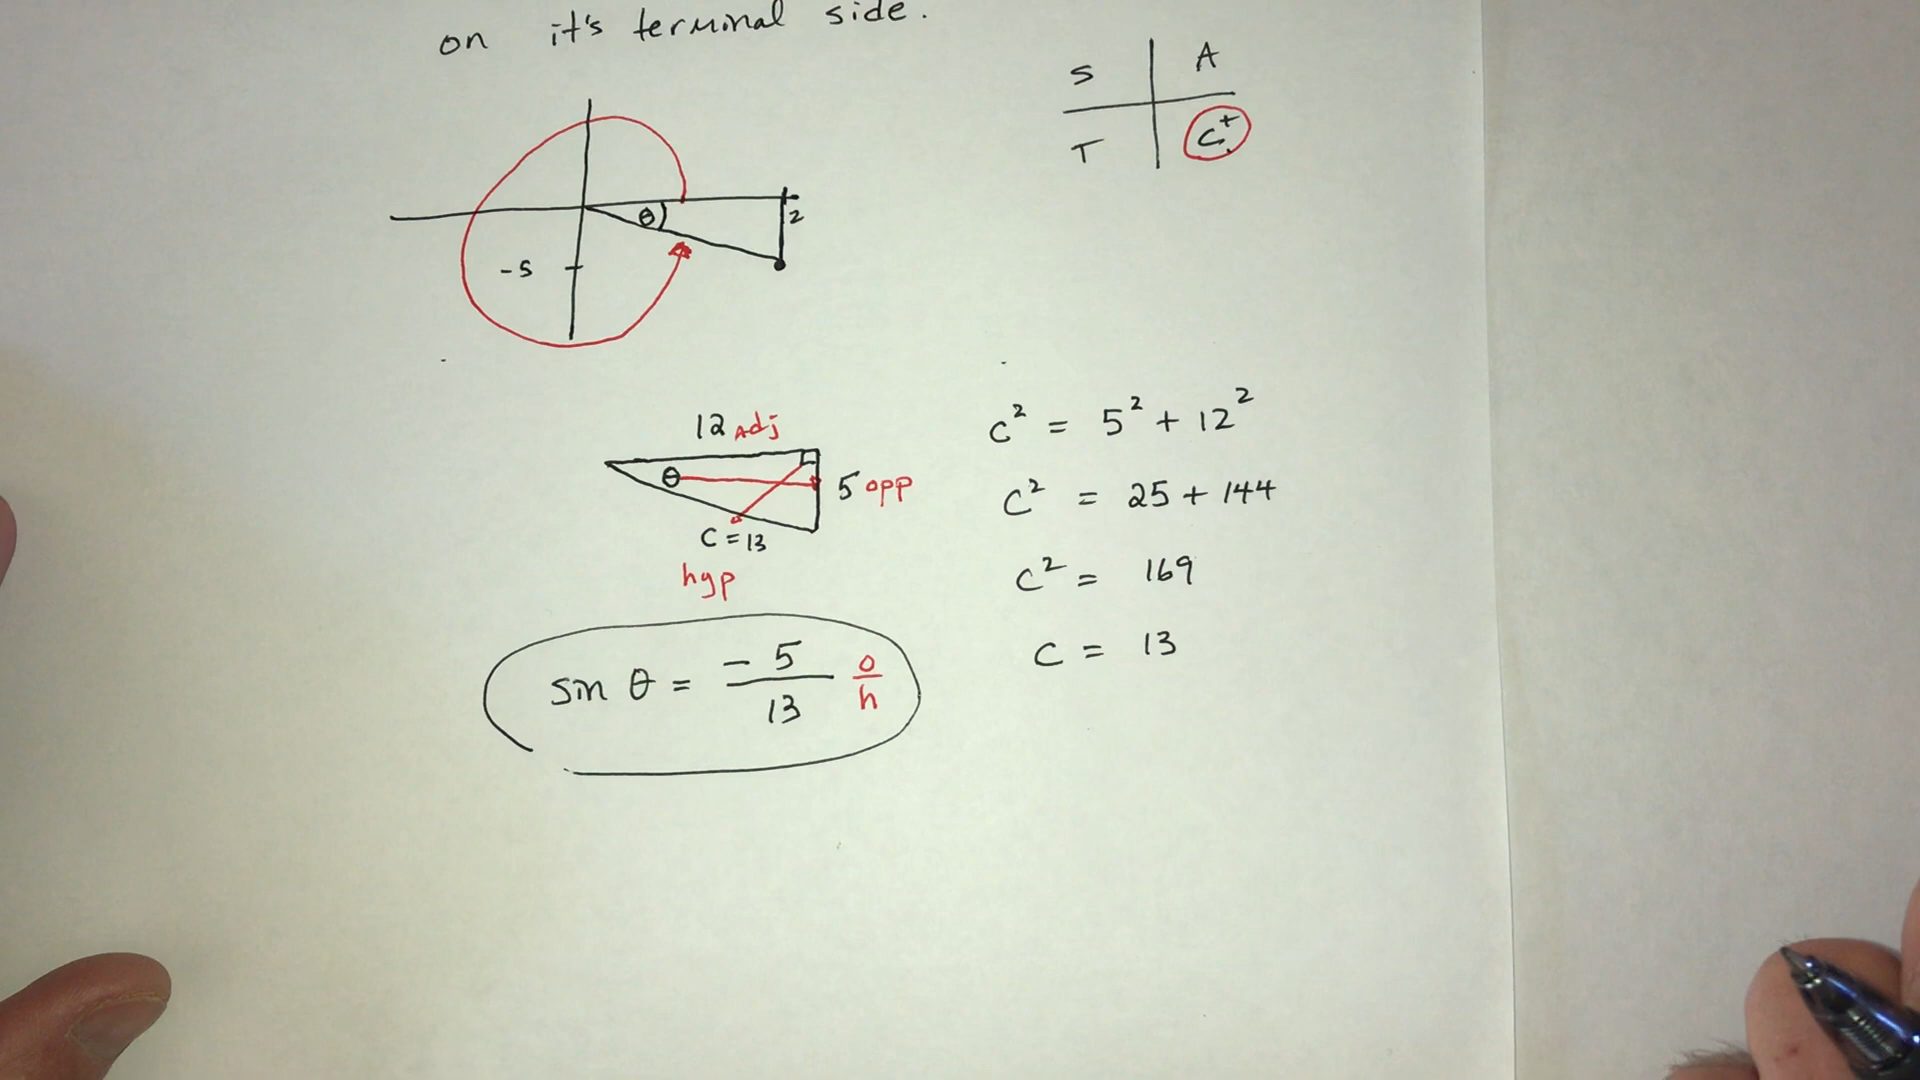 on it's terminal side.
S A
T C+
θ 12
-5
12 Adj
θ 5 opp
C = 13
hyp
sin θ = -5/13 o/h
c² = 5² + 12²
c² = 25 + 144
c² = 169
c = 13